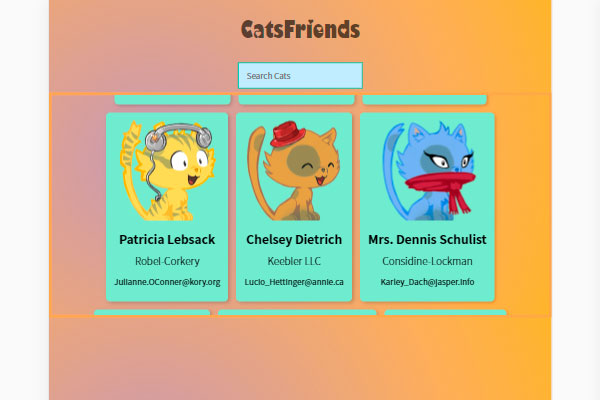 CatsFriends
Search Cats
Patricia Lebsack
Robel-Corkery
Julianne.OConner@kory.org
Chelsey Dietrich
Keebler LLC
Lucio_Hettinger@annie.ca
Mrs. Dennis Schulist
Considine-Lockman
Karley_Dach@jasper.info